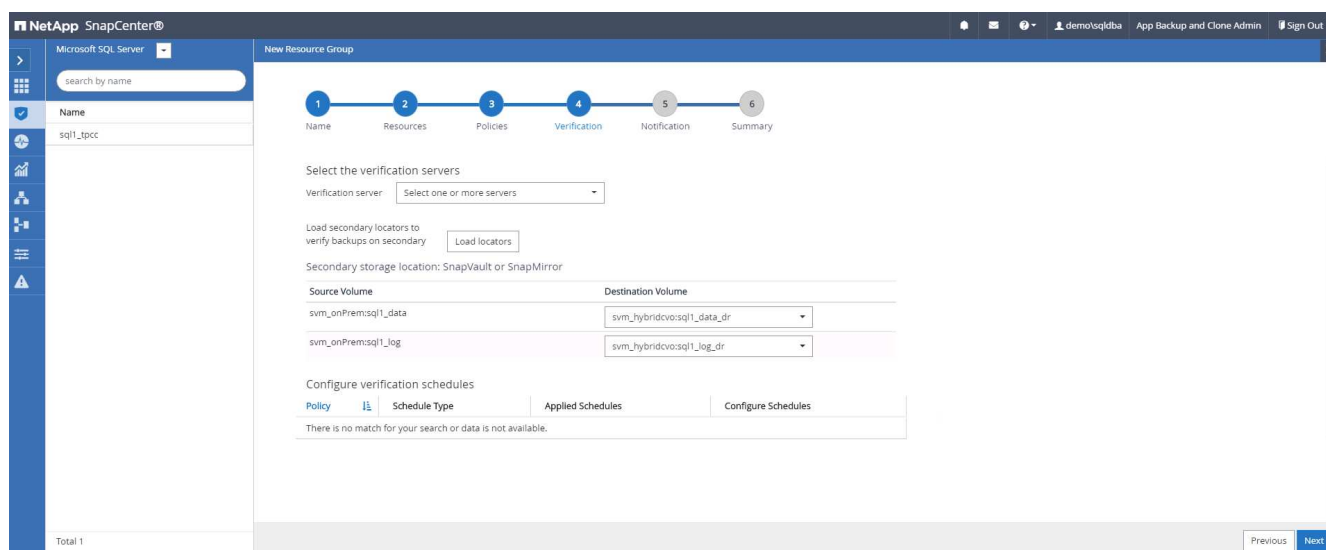 NetApp SnapCenter®
demo\sqldba App Backup and Clone Admin Sign Out
Microsoft SQL Server
New Resource Group
search by name
Name
sql1_tpcc
1 2 3 4 5 6
Name Resources Policies Verification Notification Summary
Select the verification servers
Verification server Select one or more servers
Load secondary locators to
verify backups on secondary Load locators
Secondary storage location: SnapVault or SnapMirror
Source Volume Destination Volume
svm_onPrem:sql1_data svm_hybridcvo:sql1_data_dr
svm_onPrem:sql1_log svm_hybridcvo:sql1_log_dr
Configure verification schedules
Policy Schedule Type Applied Schedules Configure Schedules
There is no match for your search or data is not available.
Total 1
Previous Next